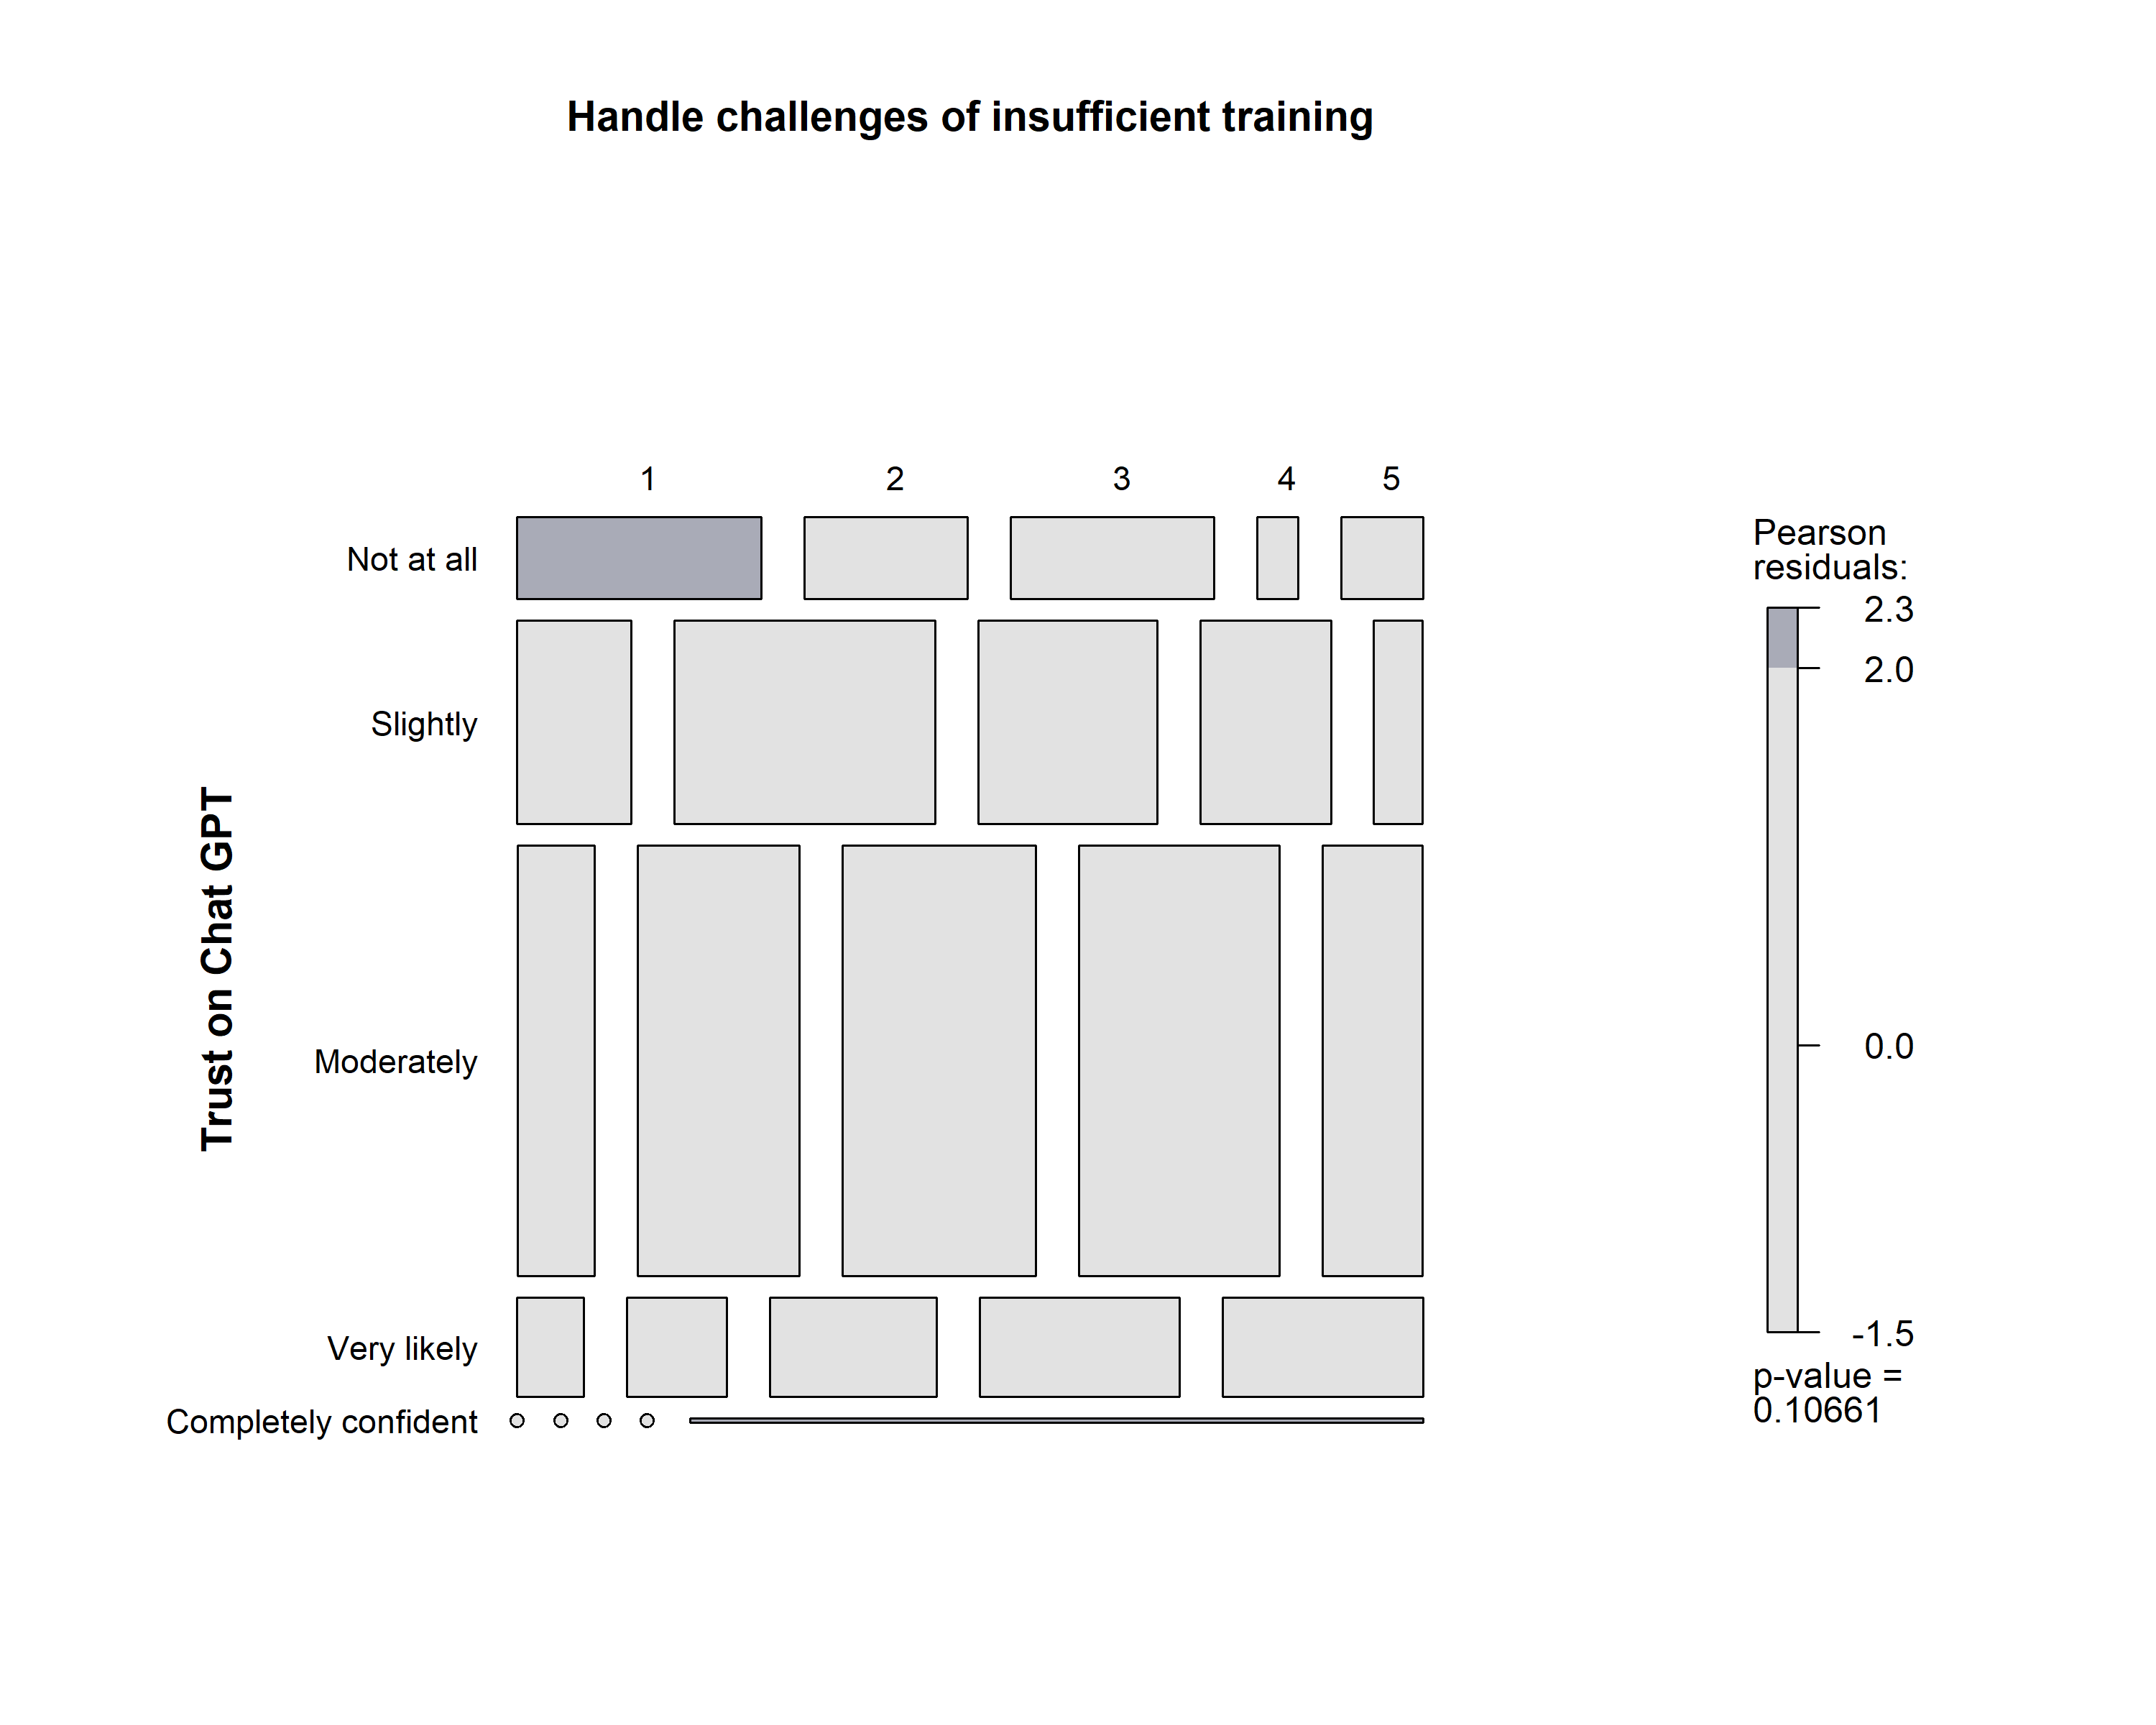 Handle challenges of insufficient training
1 2 3 4 5
Trust on Chat GPT
Not at all
Slightly
Moderately
Very likely
Completely confident
Pearson
residuals:
2.3
2.0
0.0
-1.5
p-value =
0.10661